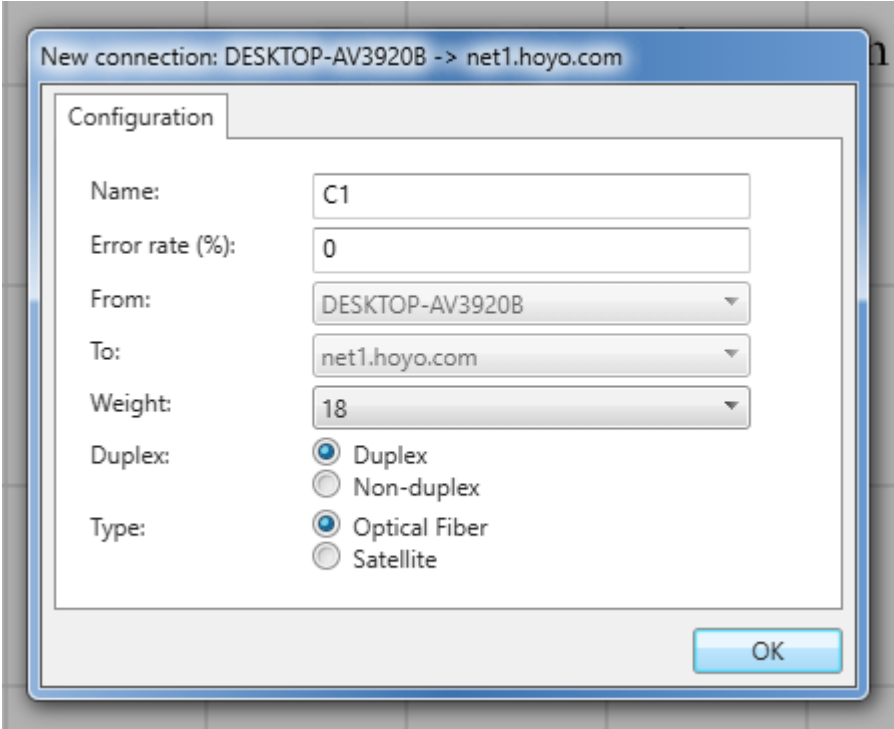 New connection: DESKTOP-AV3920B -> net1.hoyo.com
Configuration
Name: C1
Error rate (%): 0
From: DESKTOP-AV3920B
To: net1.hoyo.com
Weight: 18
Duplex: Duplex
Non-duplex
Type: Optical Fiber
Satellite
OK